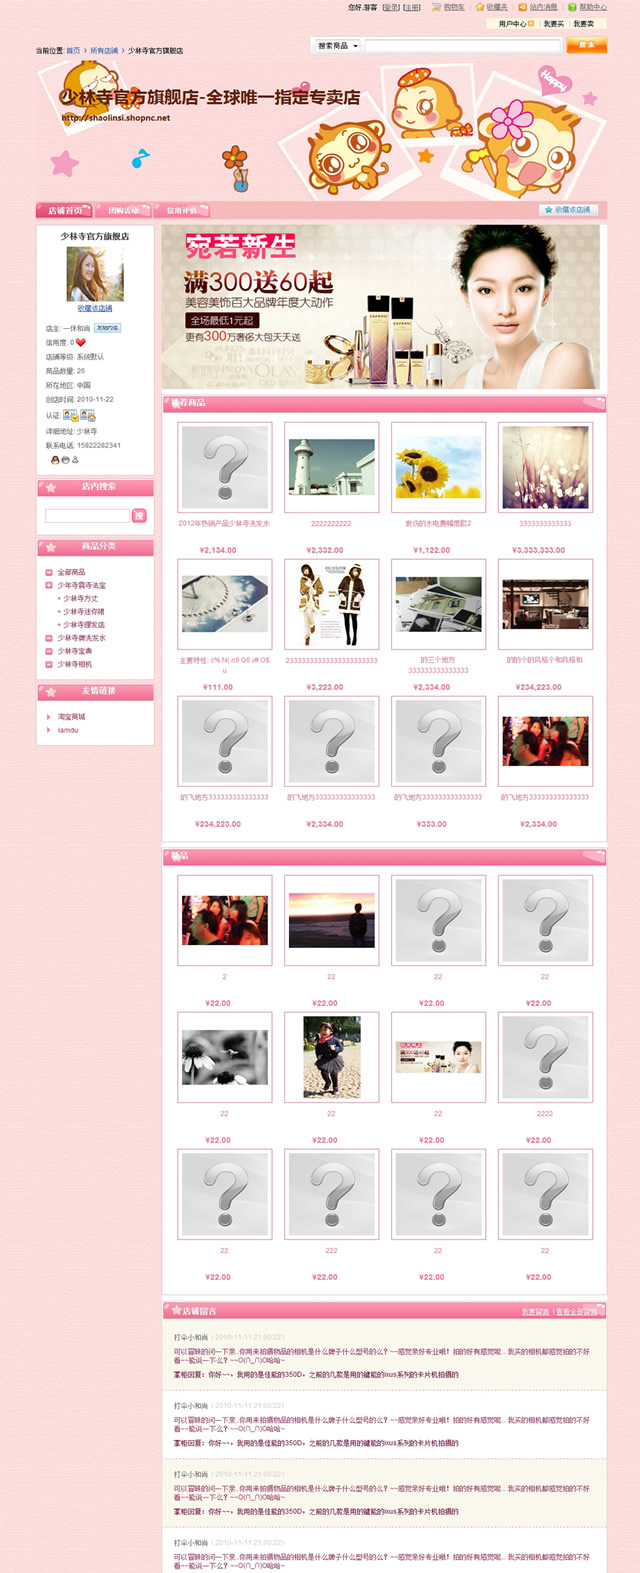 您好,游客 [登录] [注册] 购物车 | 收藏夹 | 站内消息 | 帮助中心
用户中心 | 我要买 | 我要卖
当前位置: 首页 › 所有店铺 › 少林寺官方旗舰店
搜索商品
搜索
少林寺官方旗舰店-全球唯一指定专卖店
http://shaolinsi.shopnc.net
Happy
店铺首页 团购活动 信用评价
收藏该店铺
少林寺官方旗舰店
收藏该店铺
店主: 一休和尚
信用度: 0
店铺等级: 系统默认
商品数量: 26
所在地区: 中国
创店时间: 2010-11-22
认证:
详细地址: 少林寺
联系电话: 15822282341
店内搜索
搜
商品分类
全部商品
少年寺霸寺法宝
少林寺方丈
少林寺迷你裙
少林寺理发店
少林寺牌洗发水
少林寺宝典
少林寺相机
友情链接
淘宝商城
iamdu
宛若新生
满300送60起
美容美饰百大品牌年度大动作
全场最低1元起
更有300万奢侈大包天天送
推荐商品
2012年热销产品少林寺洗发水
2222222222
3333333333333
¥2,134.00
¥2,332.00
¥1,122.00
¥3,333,333.00
23333333333333333333333
的三个地方
3333333333333
的的个的风格个和风格和
¥111.00
¥3,223.00
¥2,334.00
¥234,223.00
的飞地方333333333333333
的飞地方333333333333333
的飞地方333333333333333
的飞地方333333333333333
¥234,223.00
¥2,334.00
¥333.00
¥2,334.00
新品
2
22
22
22
¥22.00
¥22.00
¥22.00
¥22.00
22
22
22
2222
¥22.00
¥22.00
¥22.00
¥22.00
22
222
22
22
¥22.00
¥22.00
¥22.00
¥22.00
店铺留言
我要留言 | 查看全部留言
打伞小和尚 ( 2010-11-11 21:00:22 )
可以冒昧的问一下亲..你用来拍摄物品的相机是什么牌子什么型号的么? ~~感觉亲好专业哦! 拍的好有感觉呢... 我买的相机都感觉拍的不好
看~~能说一下么? ~~O(∩_∩)O哈哈~
掌柜回复: 你好~~, 我用的是佳能的350D, 之前的几款是用的健能的ixus系列的卡片机拍摄的
打伞小和尚 ( 2010-11-11 21:00:22 )
可以冒昧的问一下亲..你用来拍摄物品的相机是什么牌子什么型号的么? ~~感觉亲好专业哦! 拍的好有感觉呢... 我买的相机都感觉拍的不好
看~~能说一下么? ~~O(∩_∩)O哈哈~
掌柜回复: 你好~~, 我用的是佳能的350D, 之前的几款是用的健能的ixus系列的卡片机拍摄的
打伞小和尚 ( 2010-11-11 21:00:22 )
可以冒昧的问一下亲..你用来拍摄物品的相机是什么牌子什么型号的么? ~~感觉亲好专业哦! 拍的好有感觉呢... 我买的相机都感觉拍的不好
看~~能说一下么? ~~O(∩_∩)O哈哈~
掌柜回复: 你好~~, 我用的是佳能的350D, 之前的几款是用的健能的ixus系列的卡片机拍摄的
打伞小和尚 ( 2010-11-11 21:00:22 )
可以冒昧的问一下亲..你用来拍摄物品的相机是什么牌子什么型号的么? ~~感觉亲好专业哦! 拍的好有感觉呢... 我买的相机都感觉拍的不好
看~~能说一下么? ~~O(∩_∩)O哈哈~